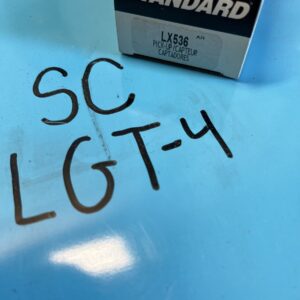 STANDARD
LX536
PICK-UP/CAPTEUR
CAPTADORES
SC
LGT-4